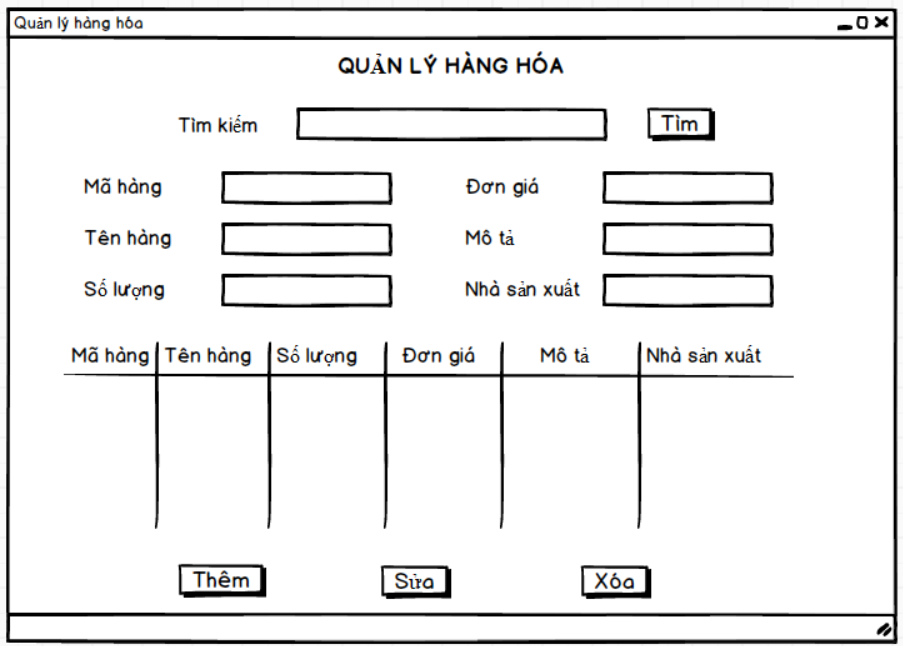 Quản lý hàng hóa
QUẢN LÝ HÀNG HÓA
Tìm kiếm Tìm
Mã hàng Đơn giá
Tên hàng Mô tả
Số lượng Nhà sản xuất
Mã hàng Tên hàng Số lượng Đơn giá Mô tả Nhà sản xuất
Thêm Sửa Xóa